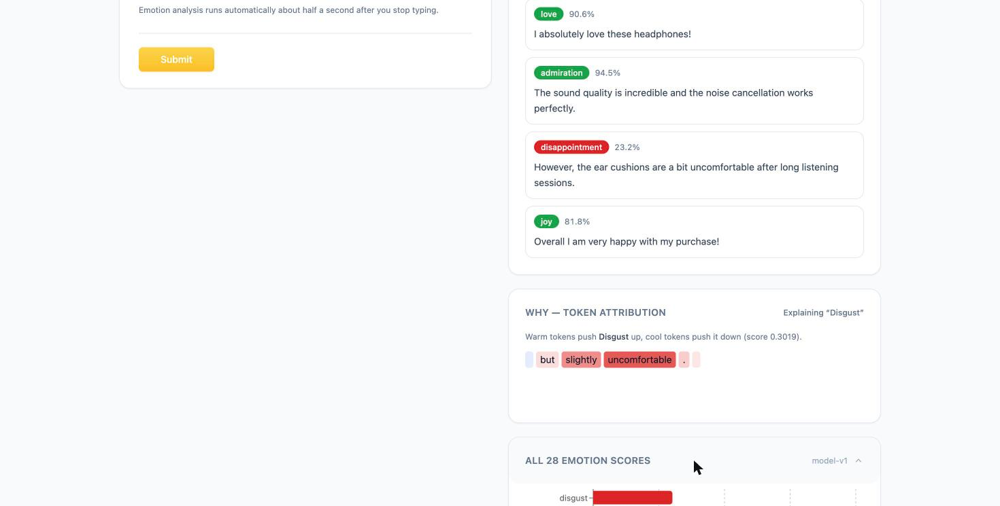 Emotion analysis runs automatically about half a second after you stop typing.
Submit
love 90.6%
I absolutely love these headphones!
admiration 94.5%
The sound quality is incredible and the noise cancellation works
perfectly.
disappointment 23.2%
However, the ear cushions are a bit uncomfortable after long listening
sessions.
joy 81.8%
Overall I am very happy with my purchase!
WHY — TOKEN ATTRIBUTION Explaining “Disgust”
Warm tokens push Disgust up, cool tokens push it down (score 0.3019).
but slightly uncomfortable .
ALL 28 EMOTION SCORES model-v1
disgust